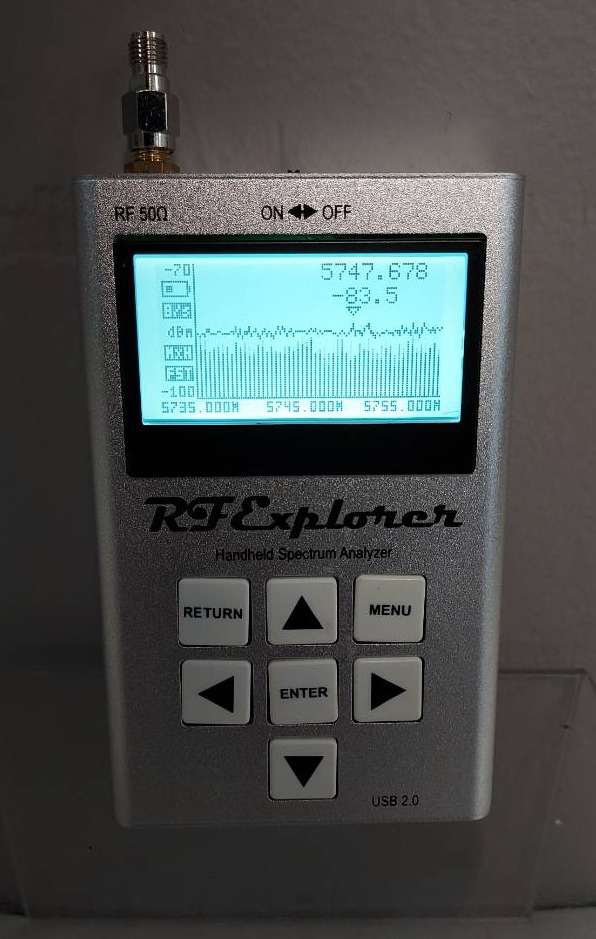 RF 50Ω
ON OFF
-70
5747.678
-83.5
dBm
FST
-100
5735.000M 5745.000M 5755.000M
RFExplorer
Handheld Spectrum Analyzer
RETURN
MENU
ENTER
USB 2.0